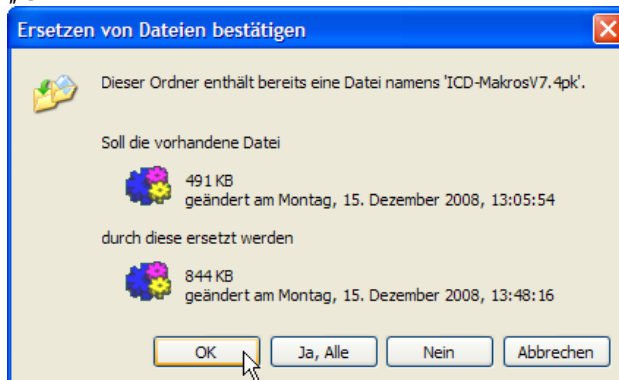 Ersetzen von Dateien bestätigen
Dieser Ordner enthält bereits eine Datei namens 'ICD-MakrosV7.4pk'.
Soll die vorhandene Datei
491 KB
geändert am Montag, 15. Dezember 2008, 13:05:54
durch diese ersetzt werden
844 KB
geändert am Montag, 15. Dezember 2008, 13:48:16
OK Ja, Alle Nein Abbrechen